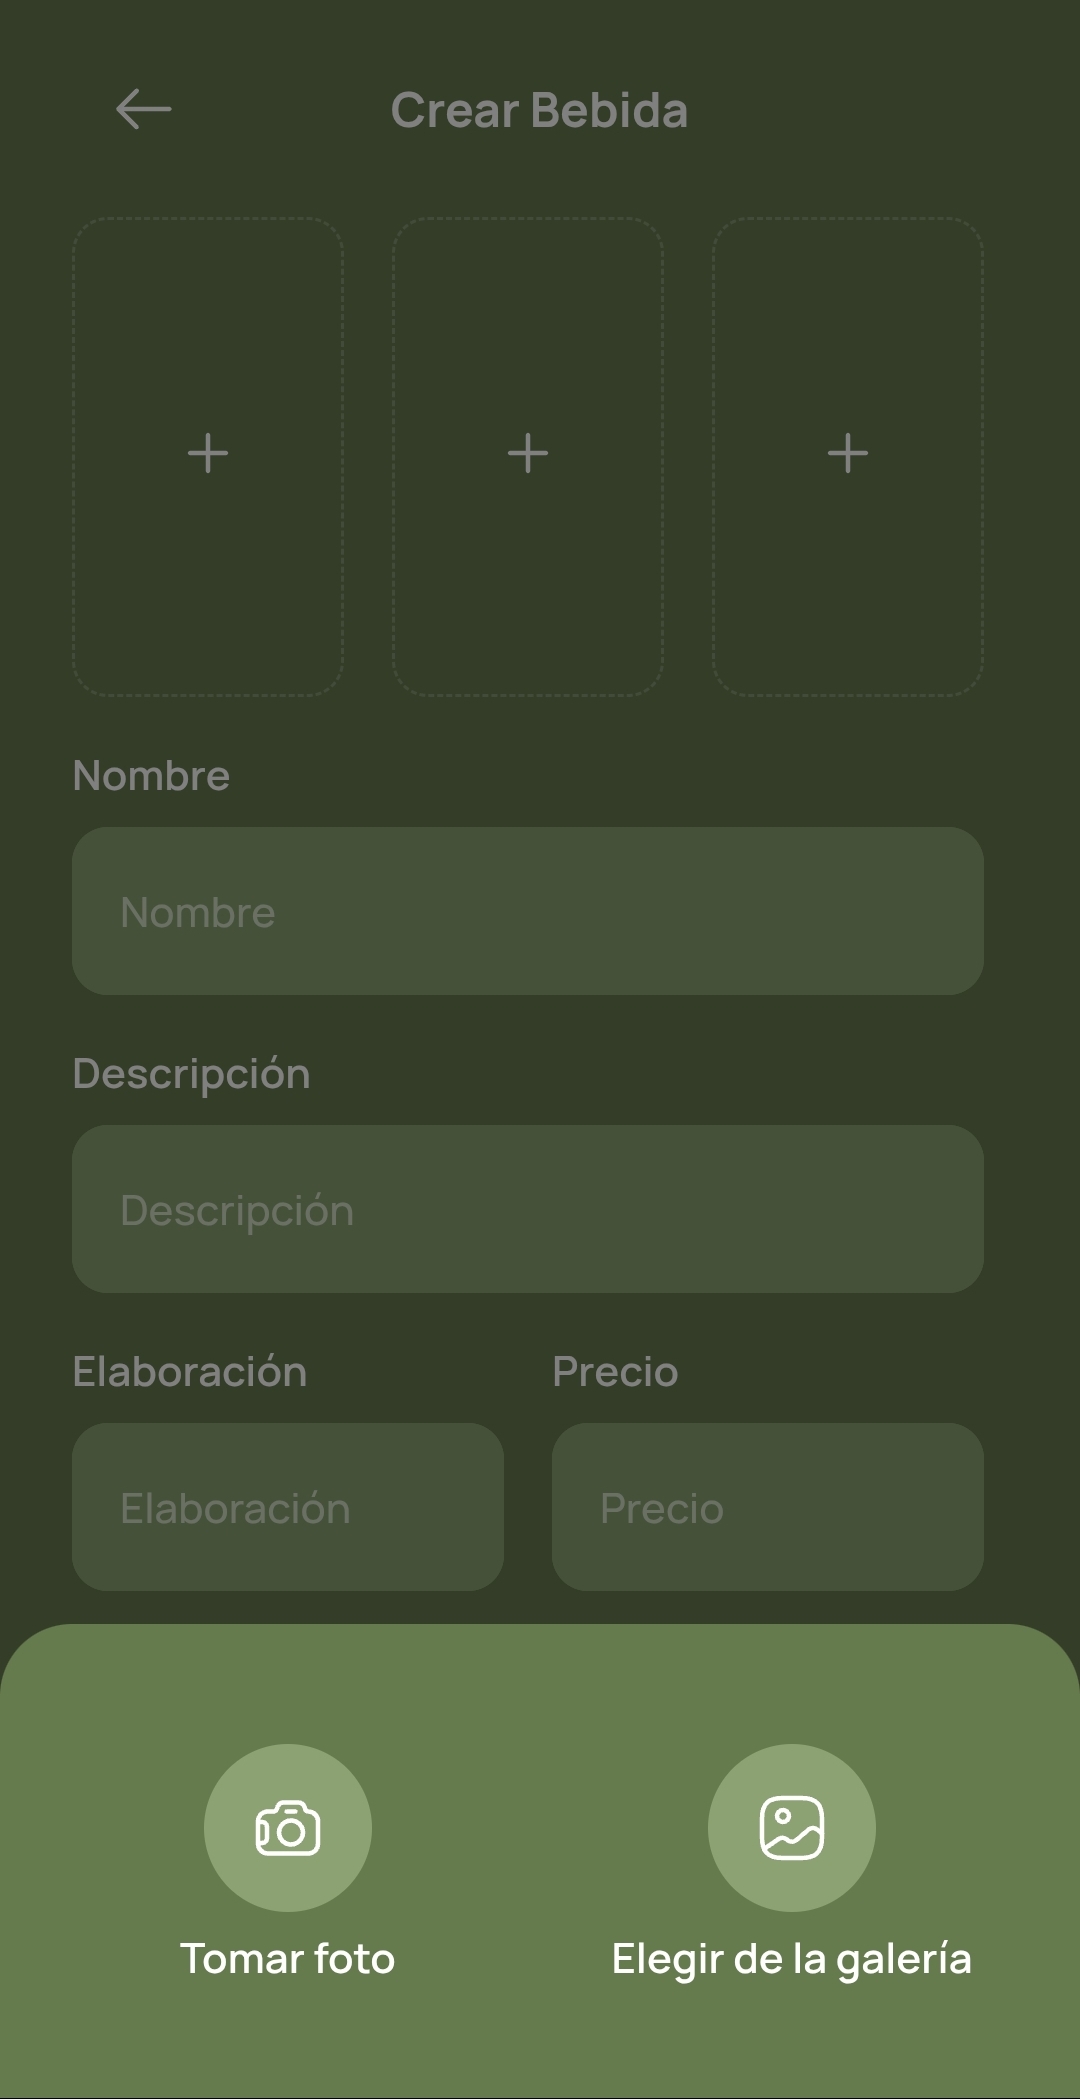 Crear Bebida
Nombre
Nombre
Descripción
Descripción
Elaboración Precio
Elaboración Precio
Tomar foto Elegir de la galería